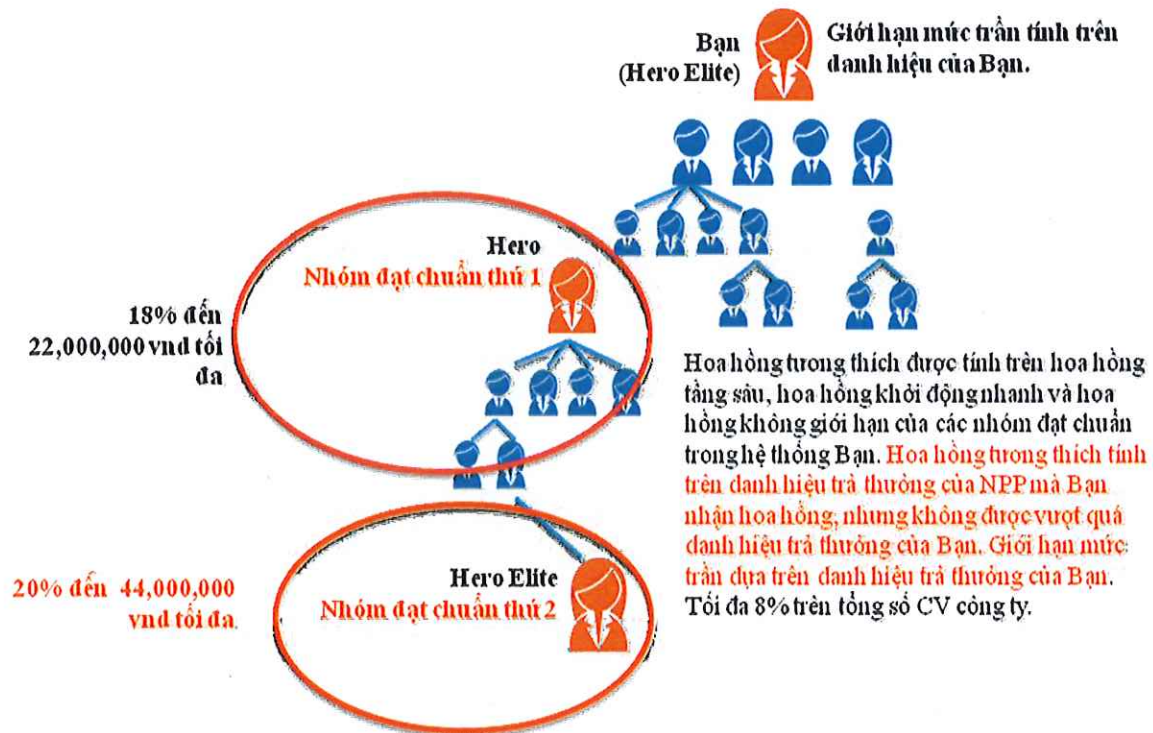 Bạn
(Hero Elite)
Giới hạn mức trần tính trên
danh hiệu của Bạn.
Hero
Nhóm đạt chuẩn thứ 1
18% đến
22,000,000 vnd tối
đa
Hoa hồng tương thích được tính trên hoa hồng
tầng sâu, hoa hồng khởi động nhanh và hoa
hồng không giới hạn của các nhóm đạt chuẩn
trong hệ thống Bạn. Hoa hồng tương thích tính
trên danh hiệu trả thưởng của NPP mà Bạn
nhận hoa hồng, nhưng không được vượt quá
danh hiệu trả thưởng của Bạn. Giới hạn mức
trần dựa trên danh hiệu trả thưởng của Bạn.
Tối đa 8% trên tổng số CV công ty.
Hero Elite
Nhóm đạt chuẩn thứ 2
20% đến 44,000,000
vnd tối đa.